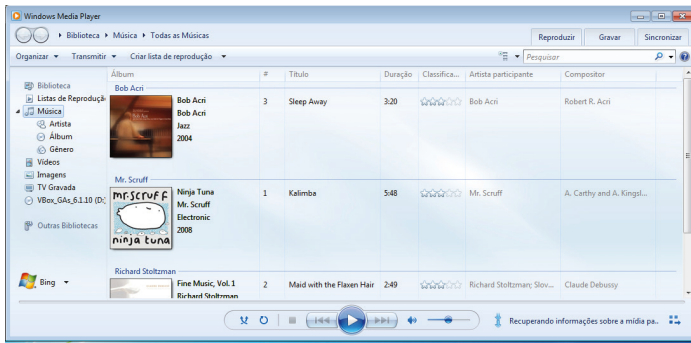 Windows Media Player
Biblioteca ▸ Música ▸ Todas as Músicas
Reproduzir Gravar Sincronizar
Organizar Transmitir Criar lista de reprodução
Pesquisar
Álbum # Título Duração Classifica... Artista participante Compositor
Biblioteca
Listas de Reproduçã
Música
Artista
Álbum
Gênero
Vídeos
Imagens
TV Gravada
VBox_GAs_6.1.10 (D:
Outras Bibliotecas
Bing
Bob Acri
Bob Acri 3 Sleep Away 3:20 Bob Acri Robert R. Acri
Bob Acri
Jazz
2004
Mr. Scruff
mr.scruff
ninja tuna
Ninja Tuna 1 Kalimba 5:48 Mr. Scruff A. Carthy and A. Kingsl...
Mr. Scruff
Electronic
2008
Richard Stoltzman
Fine Music, Vol. 1 2 Maid with the Flaxen Hair 2:49 Richard Stoltzman; Slov... Claude Debussy
Richard Stoltzman
Recuperando informações sobre a mídia pa..